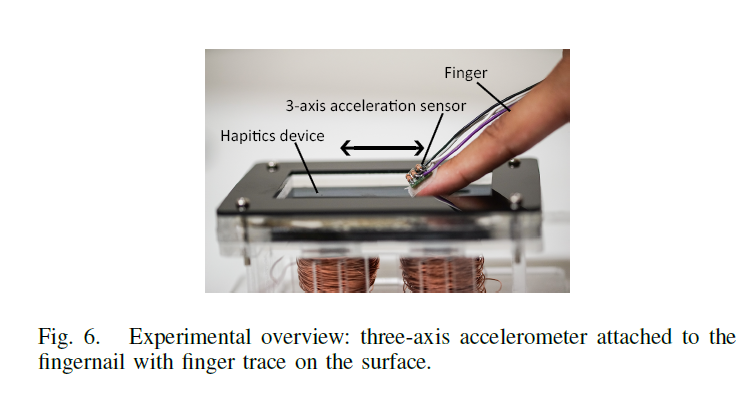 Finger
3-axis acceleration sensor
Hapitics device
Fig. 6. Experimental overview: three-axis accelerometer attached to the
fingernail with finger trace on the surface.